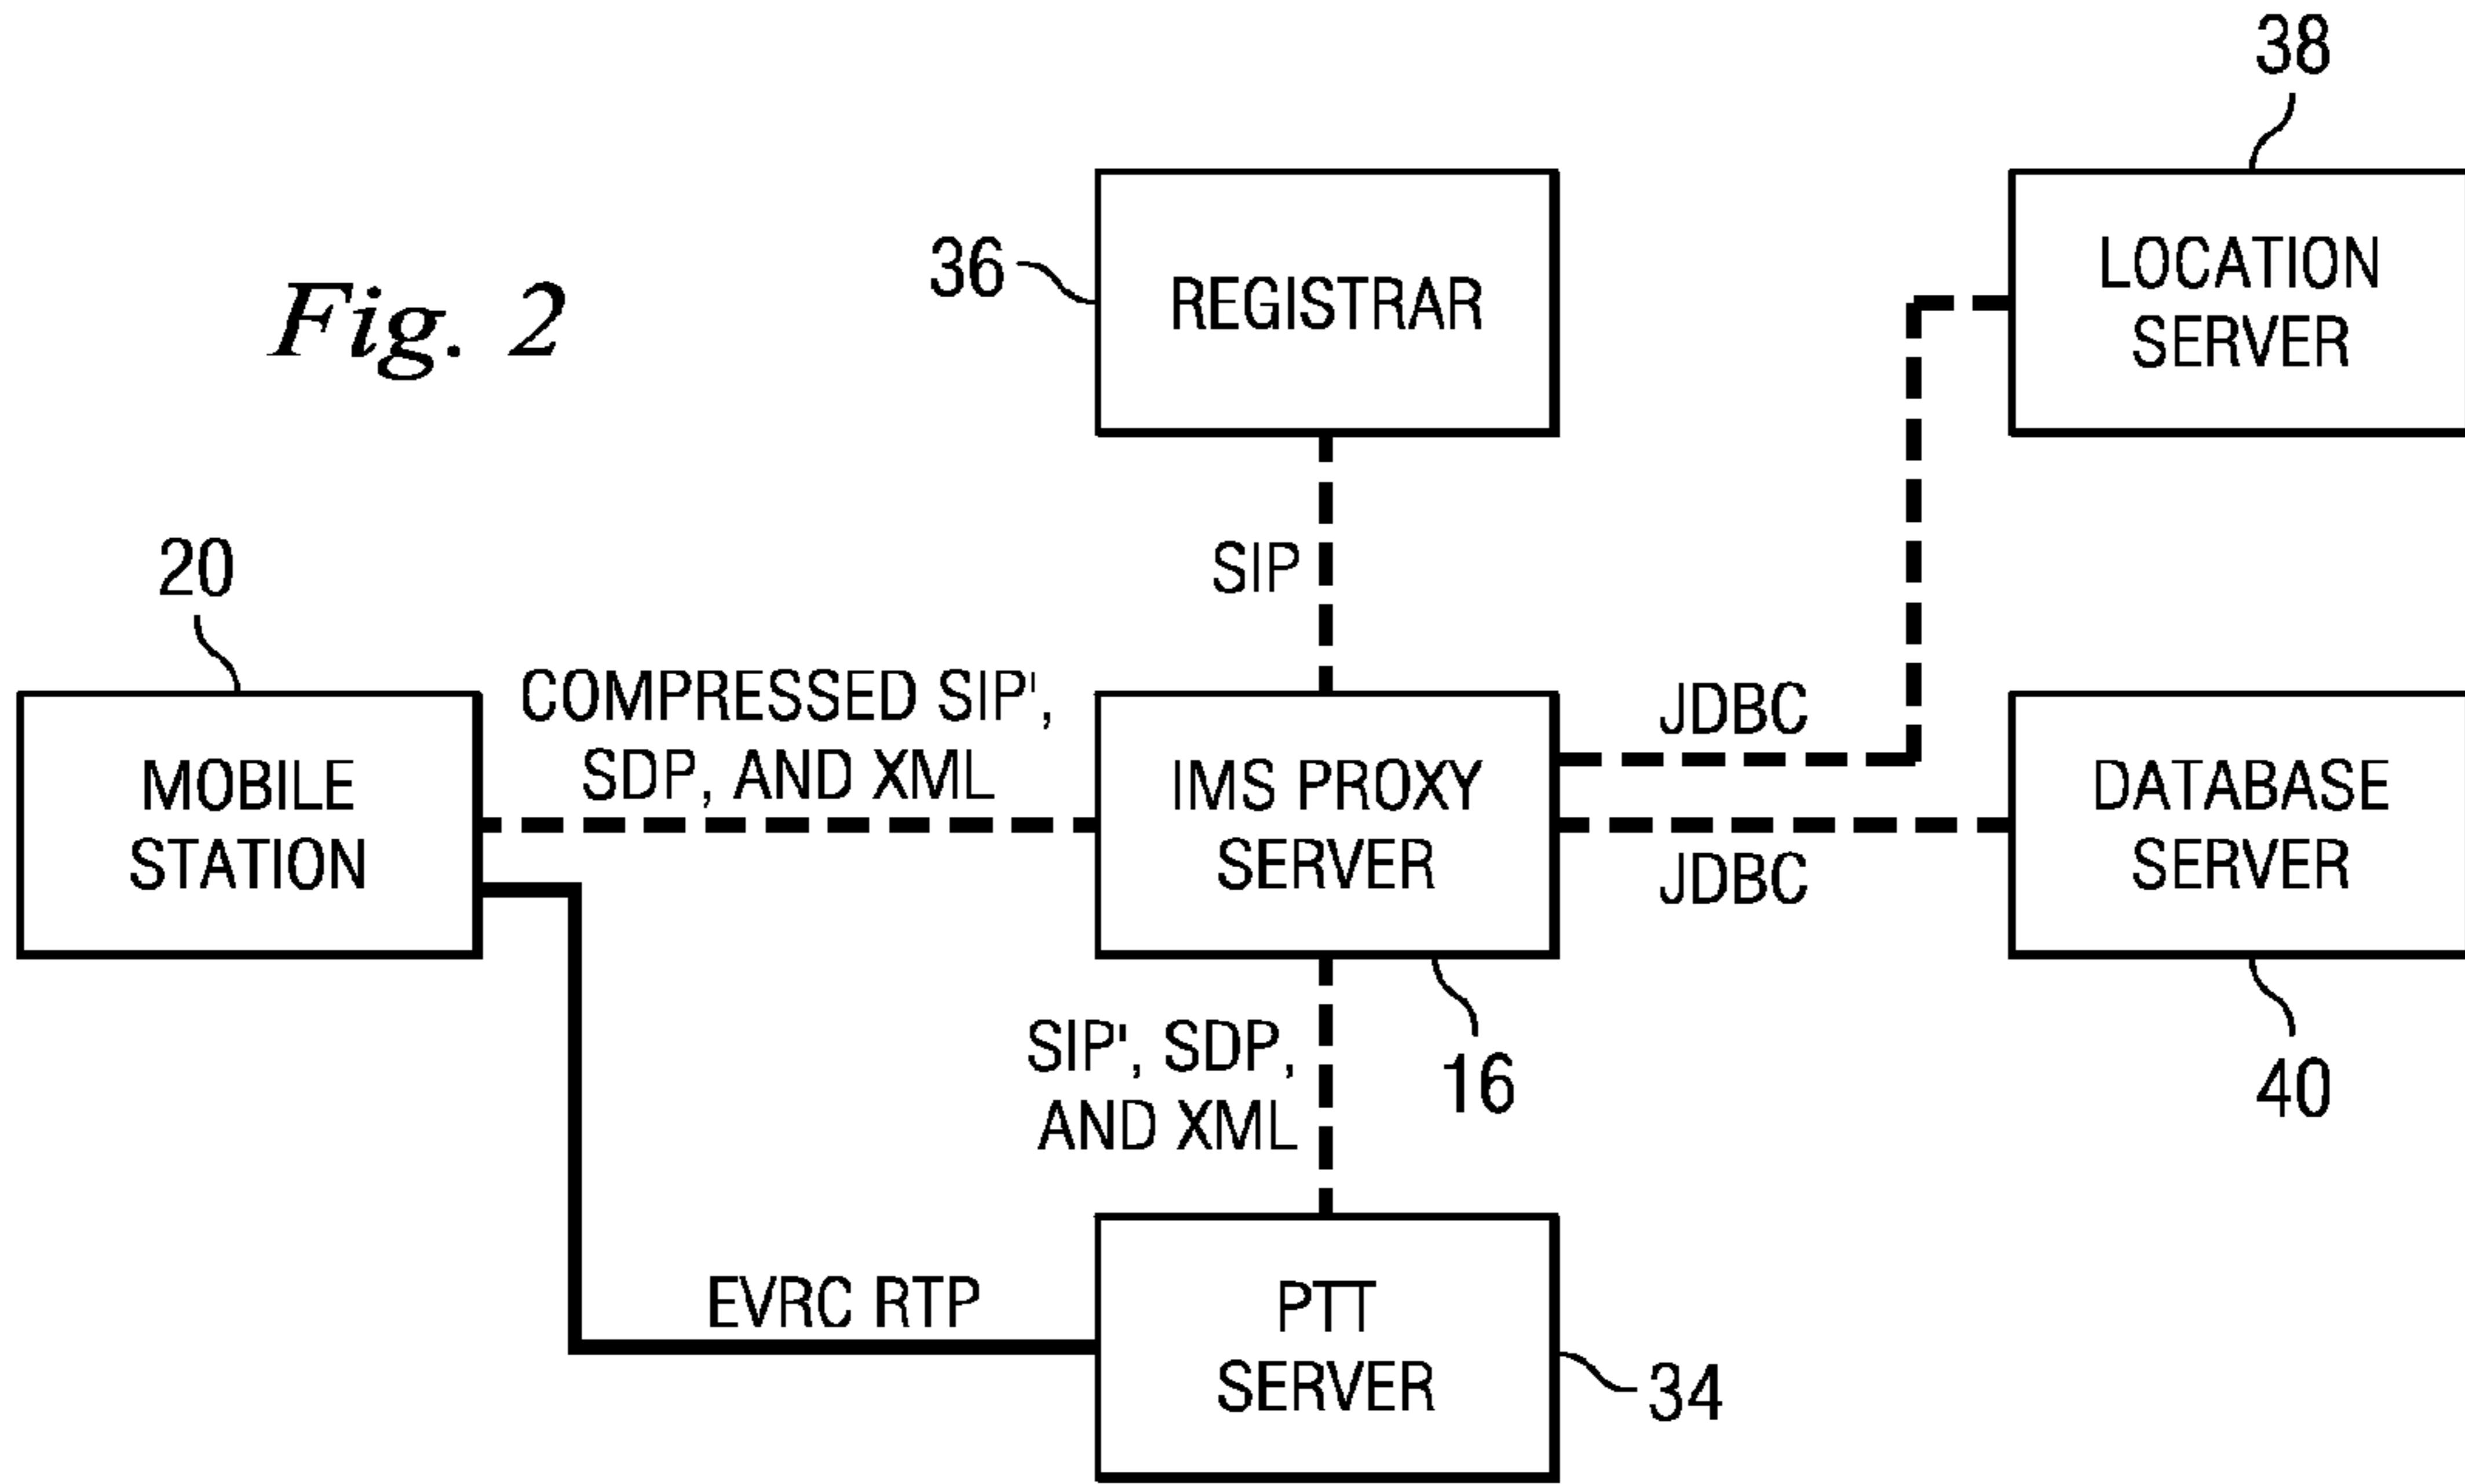 38
36
REGISTRAR
LOCATION
SERVER
Fig. 2
20
SIP
COMPRESSED SIP',
SDP, AND XML
MOBILE
STATION
IMS PROXY
SERVER
JDBC
JDBC
DATABASE
SERVER
SIP', SDP,
AND XML
16
40
EVRC RTP
PTT
SERVER
34